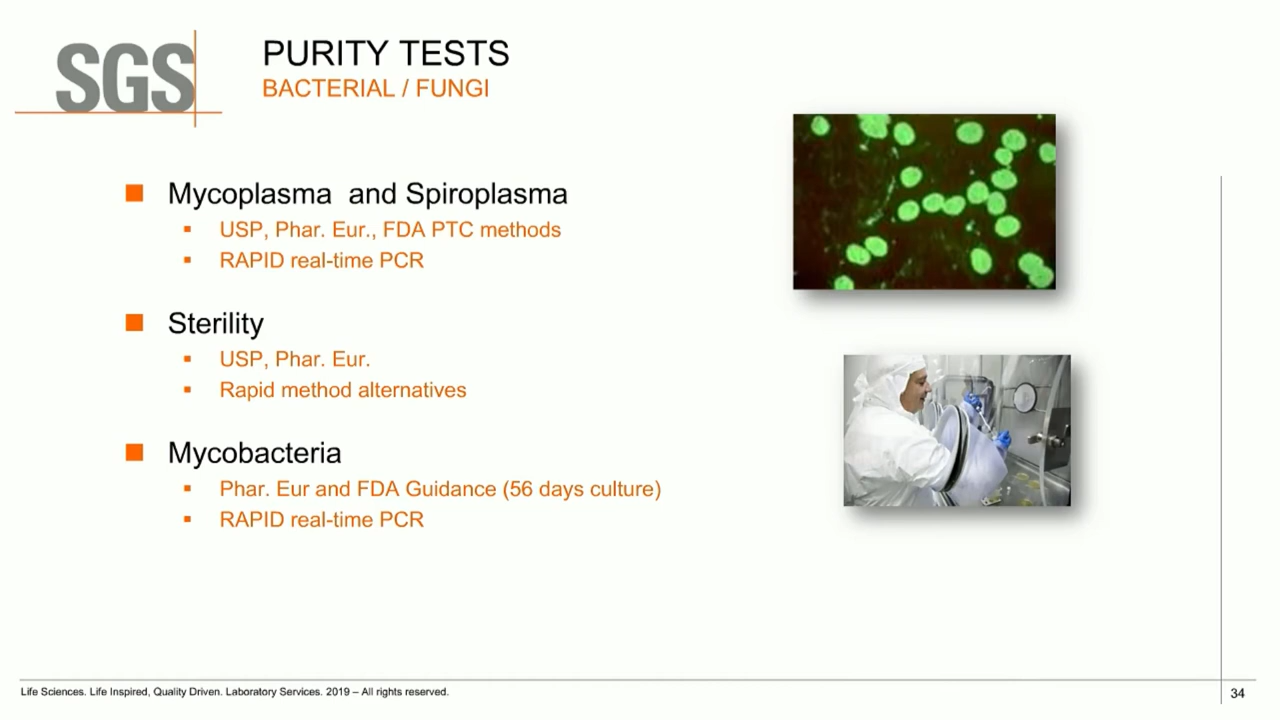 SGS
PURITY TESTS
BACTERIAL / FUNGI
Mycoplasma and Spiroplasma
USP, Phar. Eur., FDA PTC methods
RAPID real-time PCR
Sterility
USP, Phar. Eur.
Rapid method alternatives
Mycobacteria
Phar. Eur and FDA Guidance (56 days culture)
RAPID real-time PCR
Life Sciences. Life Inspired, Quality Driven. Laboratory Services. 2019 – All rights reserved.
34